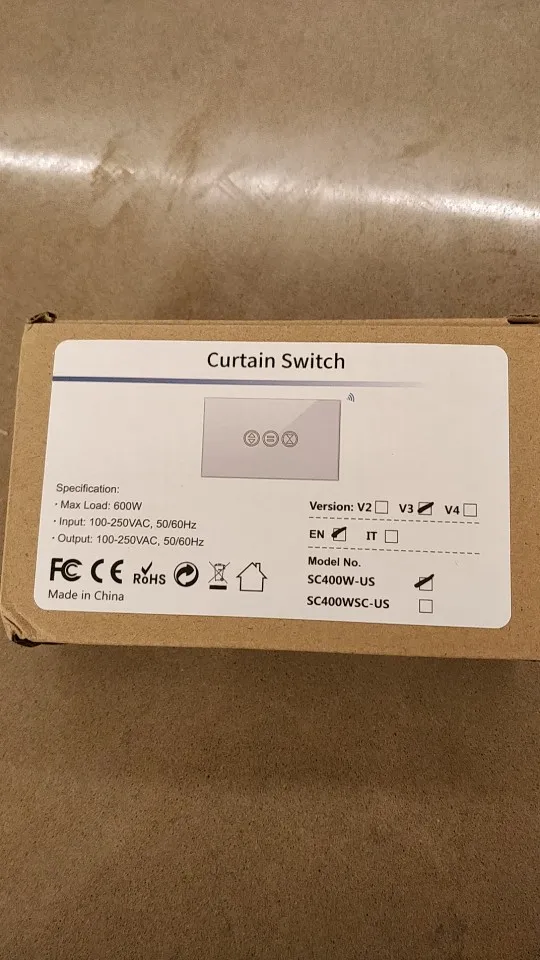 Curtain Switch
Specification:
· Max Load: 600W
· Input: 100-250VAC, 50/60Hz
· Output: 100-250VAC, 50/60Hz
FC CE RoHS
Made in China
Version: V2 V3 V4
EN IT
Model No.
SC400W-US
SC400WSC-US